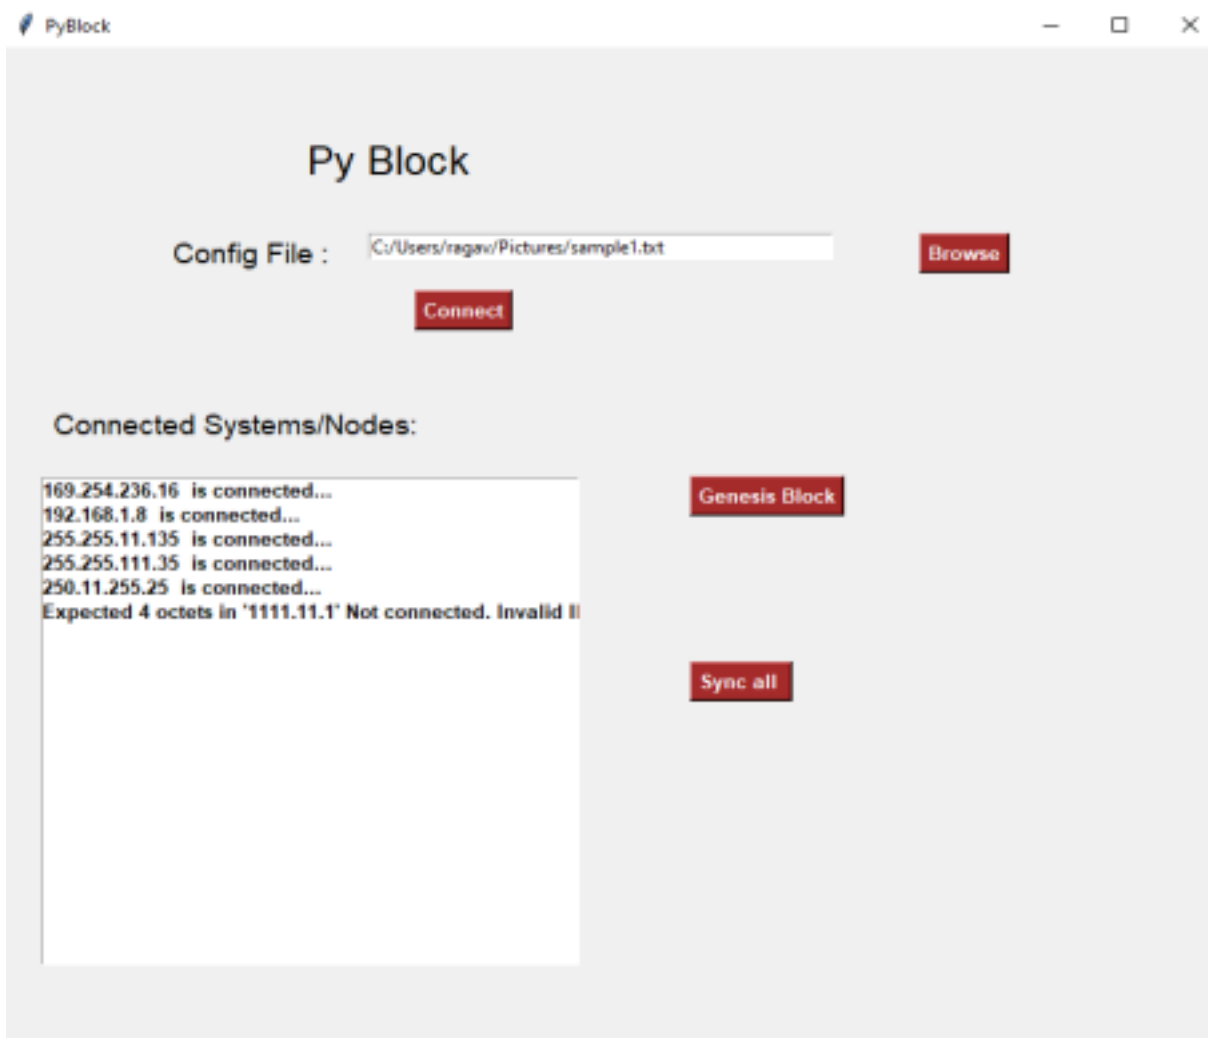 PyBlock
Py Block
Config File :
C:/Users/ragav/Pictures/sample1.txt
Browse
Connect
Connected Systems/Nodes:
169.254.236.16 is connected...
192.168.1.8 is connected...
255.255.11.135 is connected...
255.255.111.35 is connected...
250.11.255.25 is connected...
Expected 4 octets in '1111.11.1' Not connected. Invalid
Genesis Block
Sync all